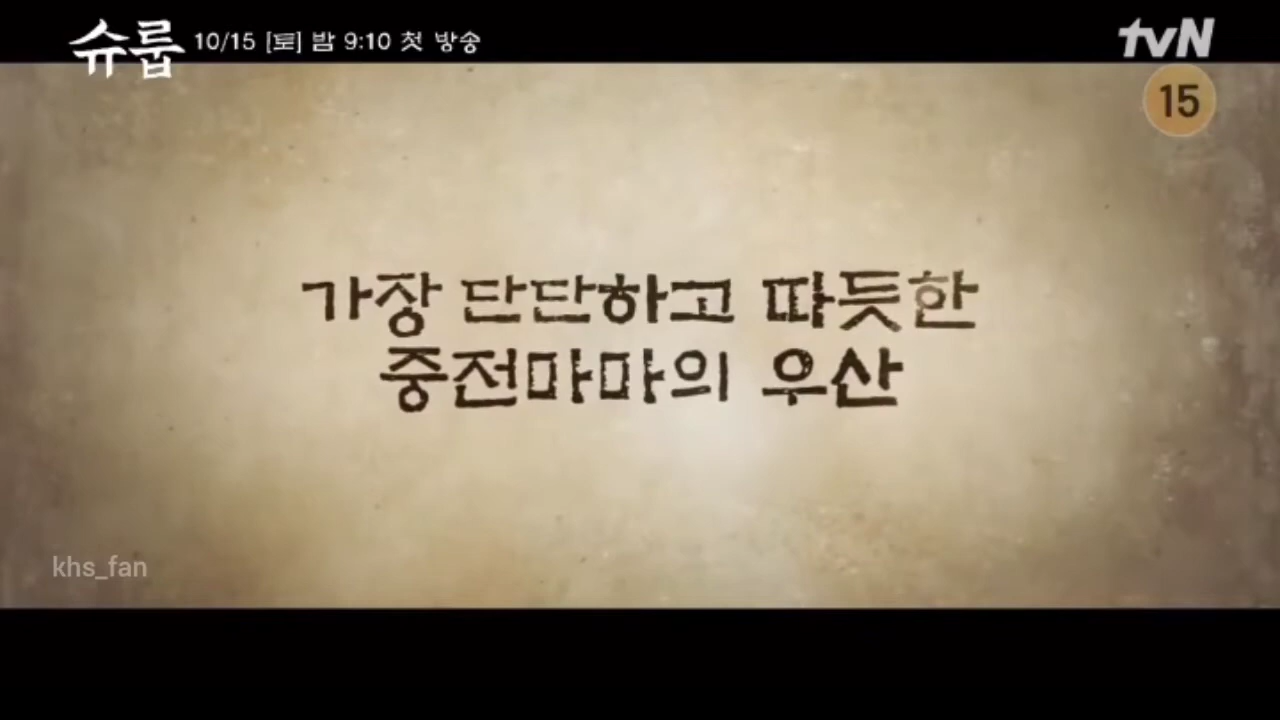 슈룹 10/15 [토] 밤 9:10 첫 방송
tvN
15
가장 단단하고 따듯한
중전마마의 우산
khs_fan